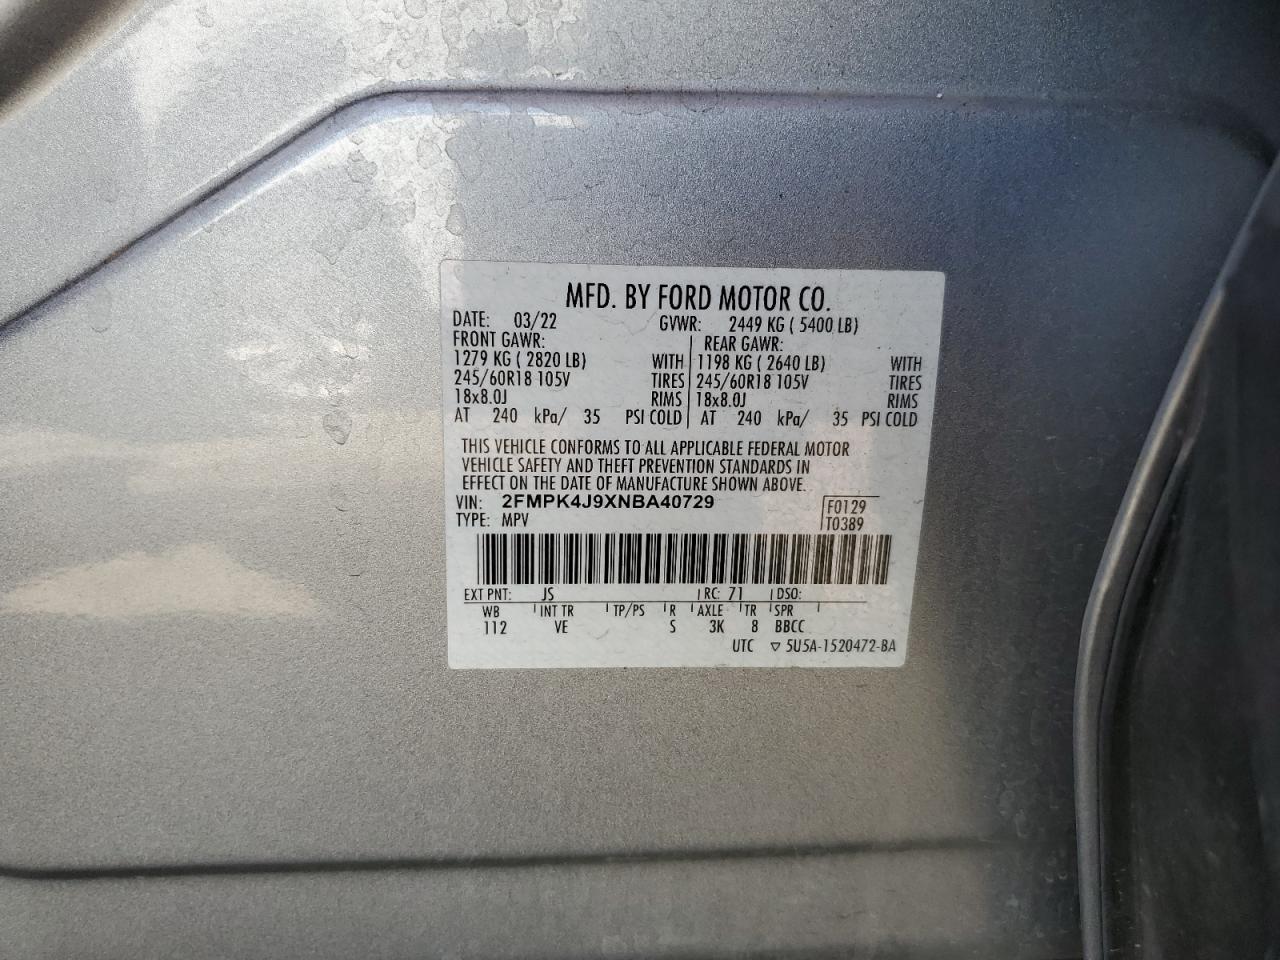 MFD. BY FORD MOTOR CO.
DATE: 03/22 GVWR: 2449 KG ( 5400 LB)
FRONT GAWR: REAR GAWR:
1279 KG ( 2820 LB) WITH 1198 KG ( 2640 LB) WITH
245/60R18 105V TIRES 245/60R18 105V TIRES
18x8.0J RIMS 18x8.0J RIMS
AT 240 kPa/ 35 PSI COLD AT 240 kPa/ 35 PSI COLD
THIS VEHICLE CONFORMS TO ALL APPLICABLE FEDERAL MOTOR
VEHICLE SAFETY AND THEFT PREVENTION STANDARDS IN
EFFECT ON THE DATE OF MANUFACTURE SHOWN ABOVE.
VIN: 2FMPK4J9XNBA40729 F0129
TYPE: MPV T0389
EXT PNT: JS RC: 71 DSO:
WB INT TR TP/PS R AXLE TR SPR
112 VE S 3K 8 BBCC
UTC ▽ 5U5A-1520472-BA